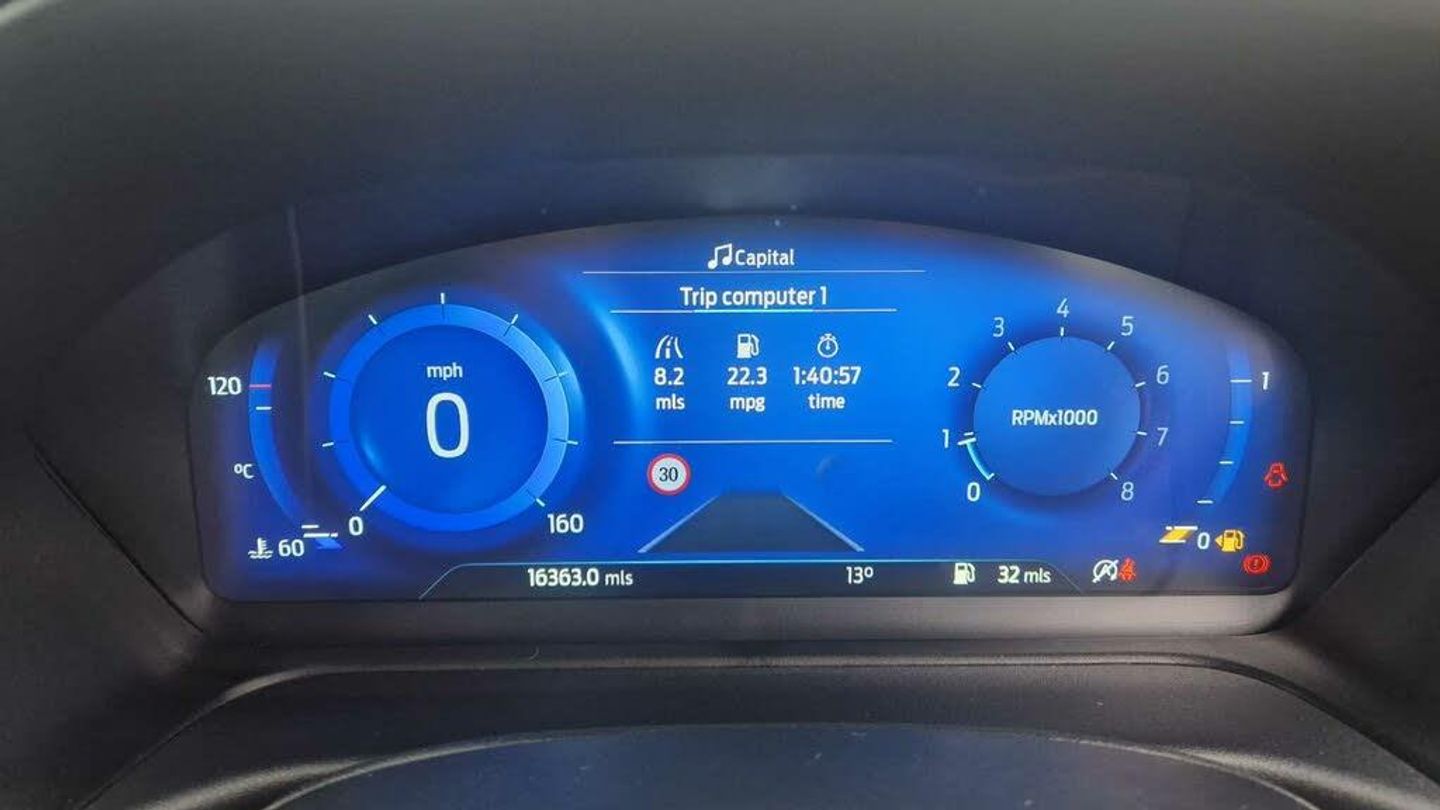 Capital
Trip computer 1
8.2 22.3 1:40:57
mls mpg time
30
120
°C
60
mph
0
0 160
0 1 2 3 4 5 6 7 8
RPMx1000
1
0
16363.0 mls 13° 32 mls